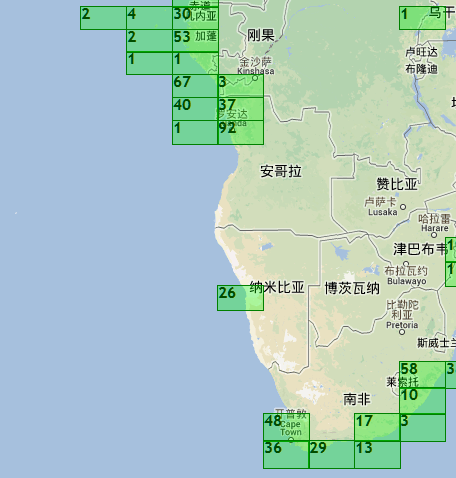 2 4 30 赤道 1 乌干
几内亚
2 53 加蓬 刚果
卢旺达
1 1 金沙萨
Kinshasa 布隆迪
67 3
40 37
罗安达
1 92
安哥拉
赞比亚
卢萨卡
Lusaka
哈拉雷
Harare
津巴布韦 1
布拉瓦约 1
Bulawayo
26 纳米比亚 博茨瓦纳
比勒陀
利亚
Pretoria
斯威士兰
58 3
莱索托
南非 10
开普敦
48 Cape 17 3
Town
36 29 13